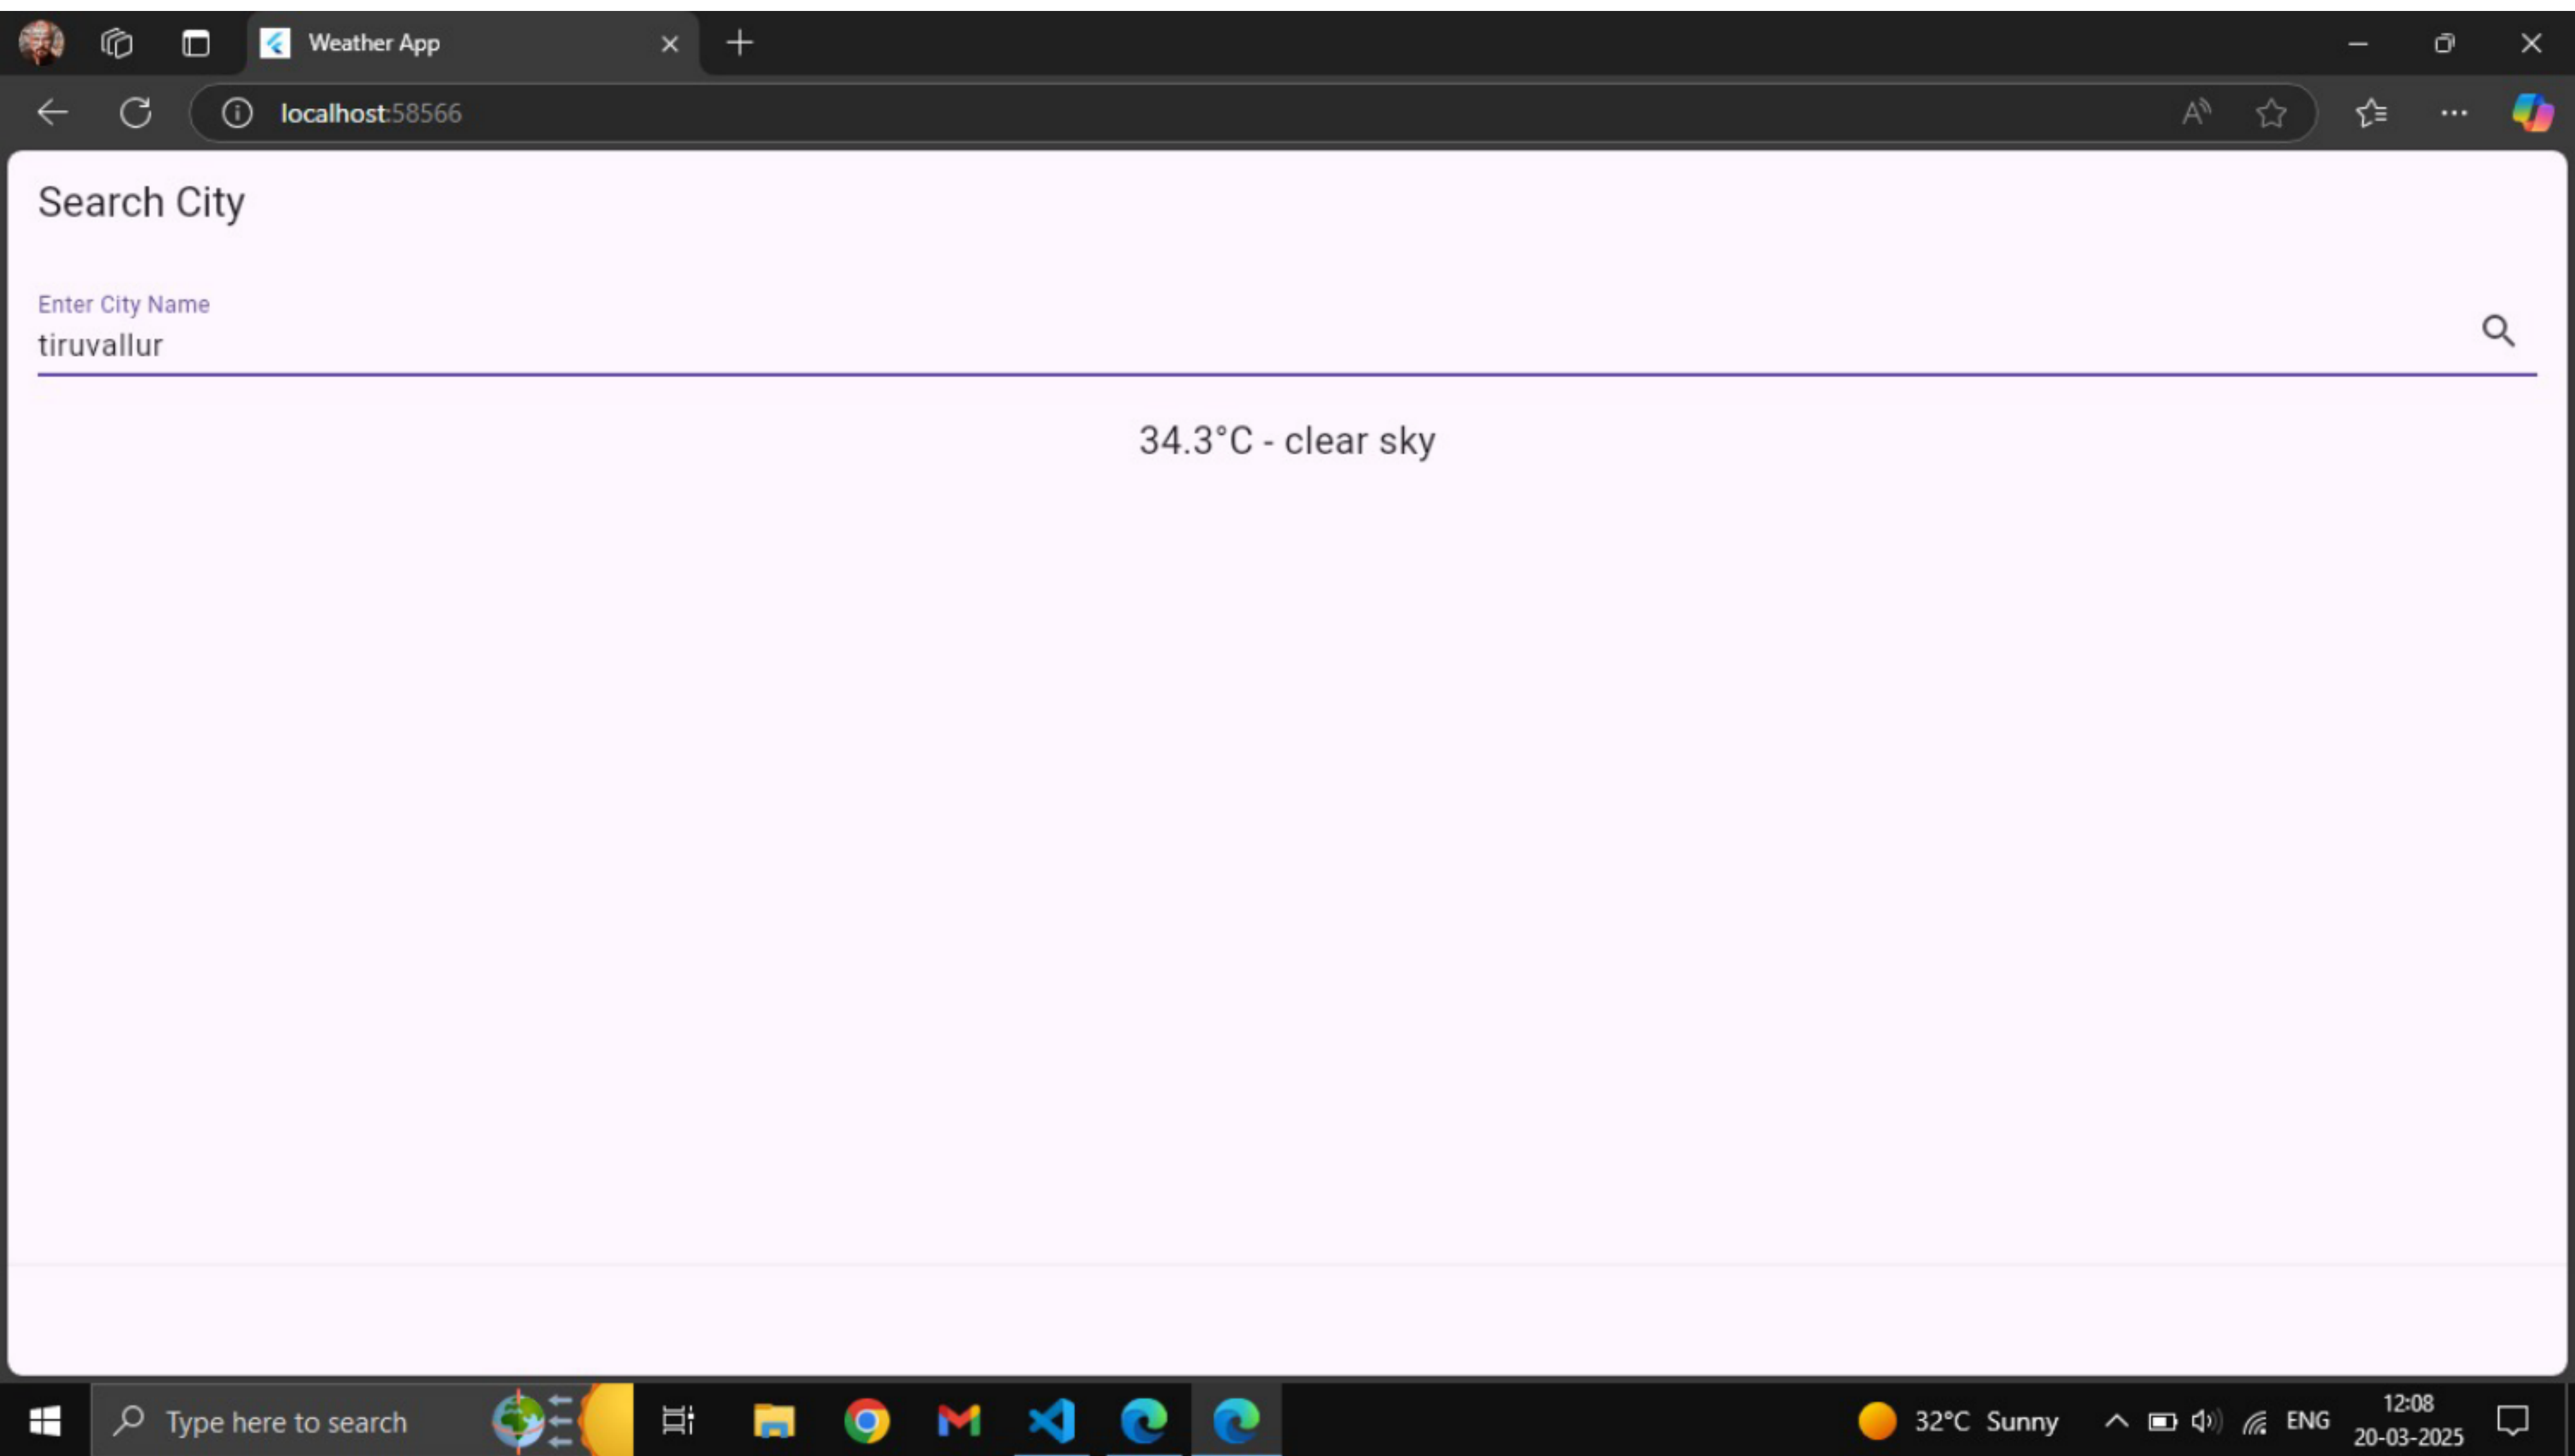 Weather App
localhost:58566
Search City
Enter City Name
tiruvallur
34.3°C - clear sky
Type here to search
32°C Sunny
ENG
12:08
20-03-2025